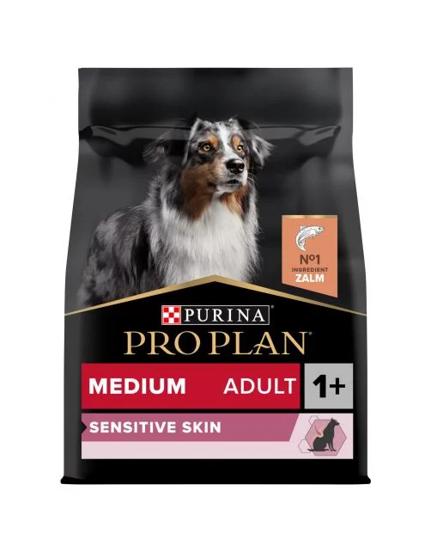 Nº1
INGREDIENT
ZALM
PURINA
PRO PLAN
MEDIUM ADULT 1+
SENSITIVE SKIN